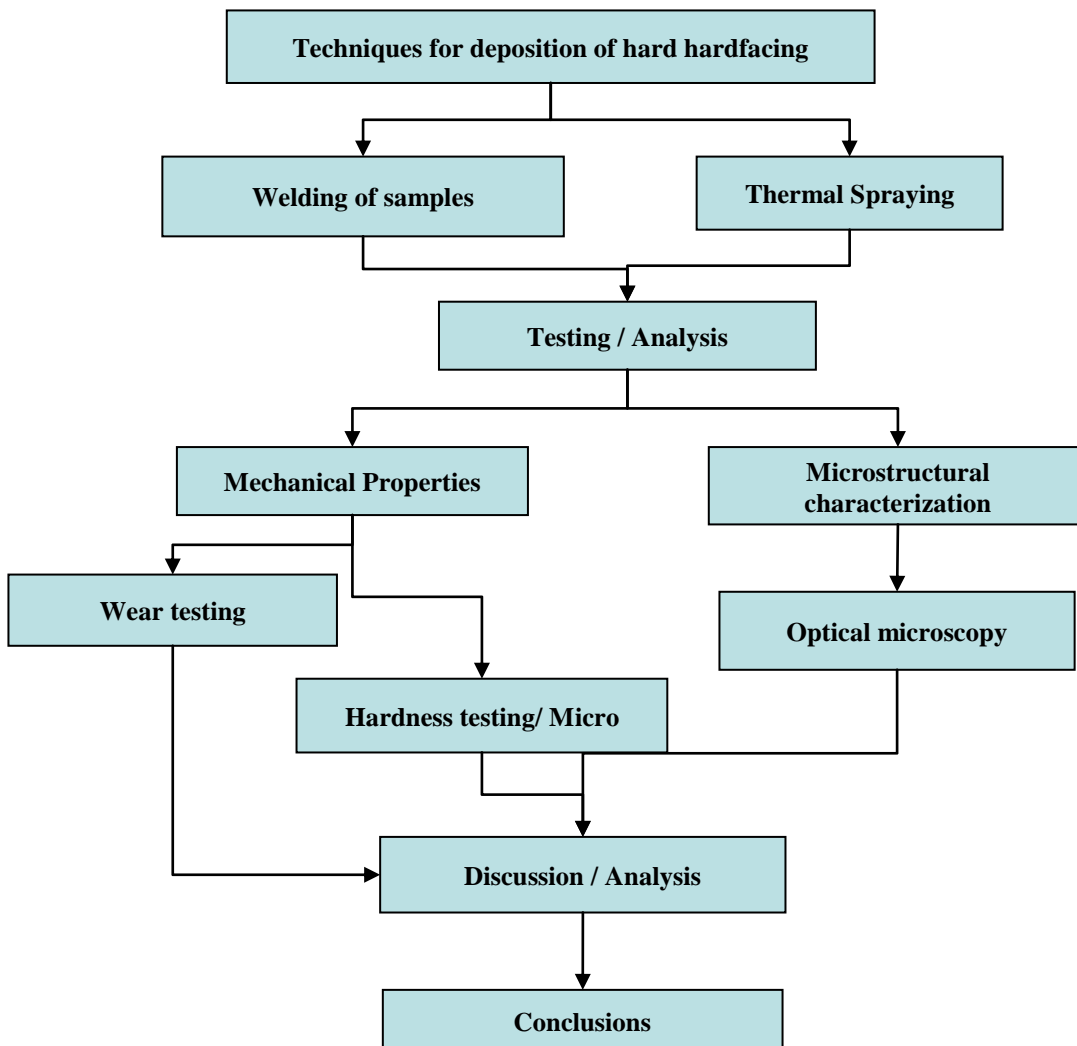 Techniques for deposition of hard hardfacing
Welding of samples
Thermal Spraying
Testing / Analysis
Mechanical Properties
Microstructural
characterization
Wear testing
Optical microscopy
Hardness testing/ Micro
Discussion / Analysis
Conclusions